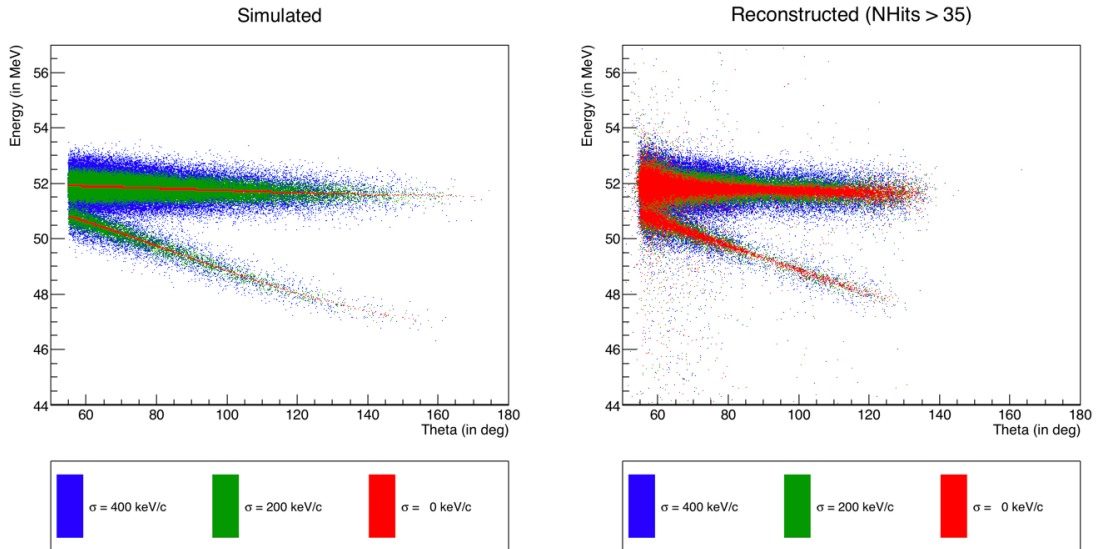 Simulated
Energy (in MeV)
56
54
52
50
48
46
44
60 80 100 120 140 160 180
Theta (in deg)
σ = 400 keV/c σ = 200 keV/c σ = 0 keV/c
Reconstructed (NHits > 35)
Energy (in MeV)
56
54
52
50
48
46
44
60 80 100 120 140 160 180
Theta (in deg)
σ = 400 keV/c σ = 200 keV/c σ = 0 keV/c